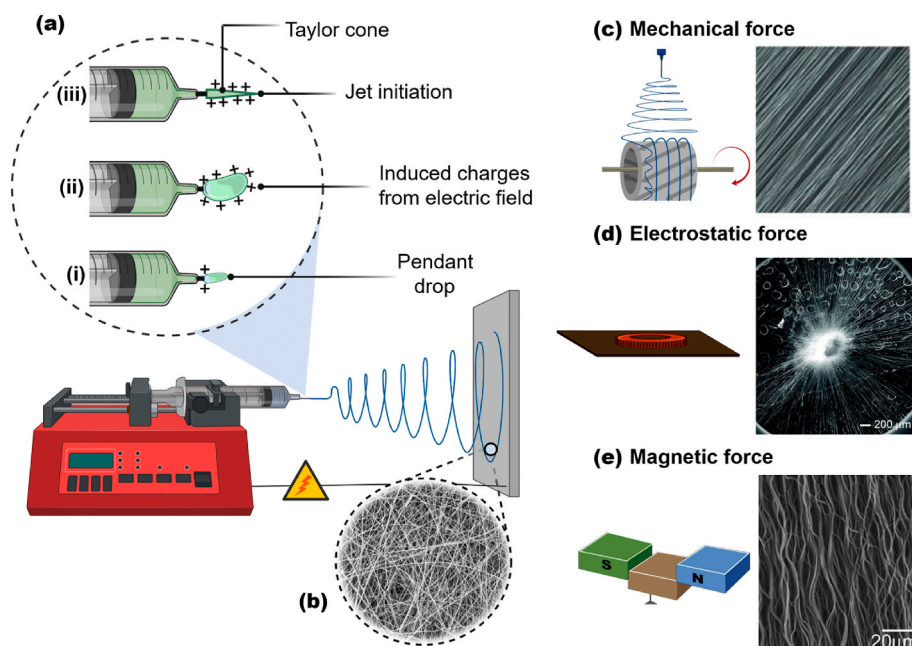 (a)
Taylor cone
(iii)
Jet initiation
(ii)
Induced charges
from electric field
(i)
Pendant
drop
(b)
(c) Mechanical force
(d) Electrostatic force
200 μm
(e) Magnetic force
S
N
20μm